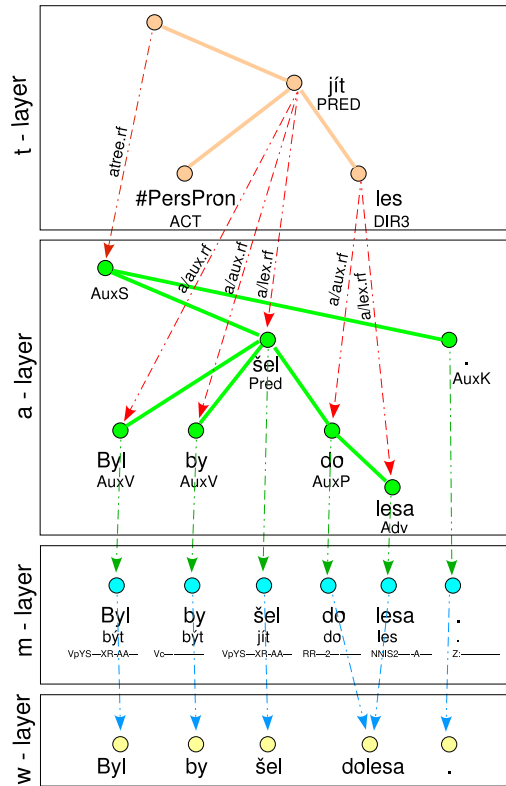 t - layer
jít
PRED
atree.rf
#PersPron
ACT
les
DIR3
a - layer
a/aux.rf
a/aux.rf
a/lex.rf
a/aux.rf
a/lex.rf
AuxS
šel
Pred
.
AuxK
Byl by do
AuxV AuxV AuxP
lesa
Adv
m - layer
Byl by šel do lesa .
být být jít do les .
VpYS---XR-AA--- Vc------------- VpYS---XR-AA--- RR--2---------- NNIS2-----A---- Z:-------------
w - layer
Byl by šel dolesa .